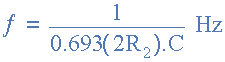 f = 1 / 0.693(2R₂).C Hz